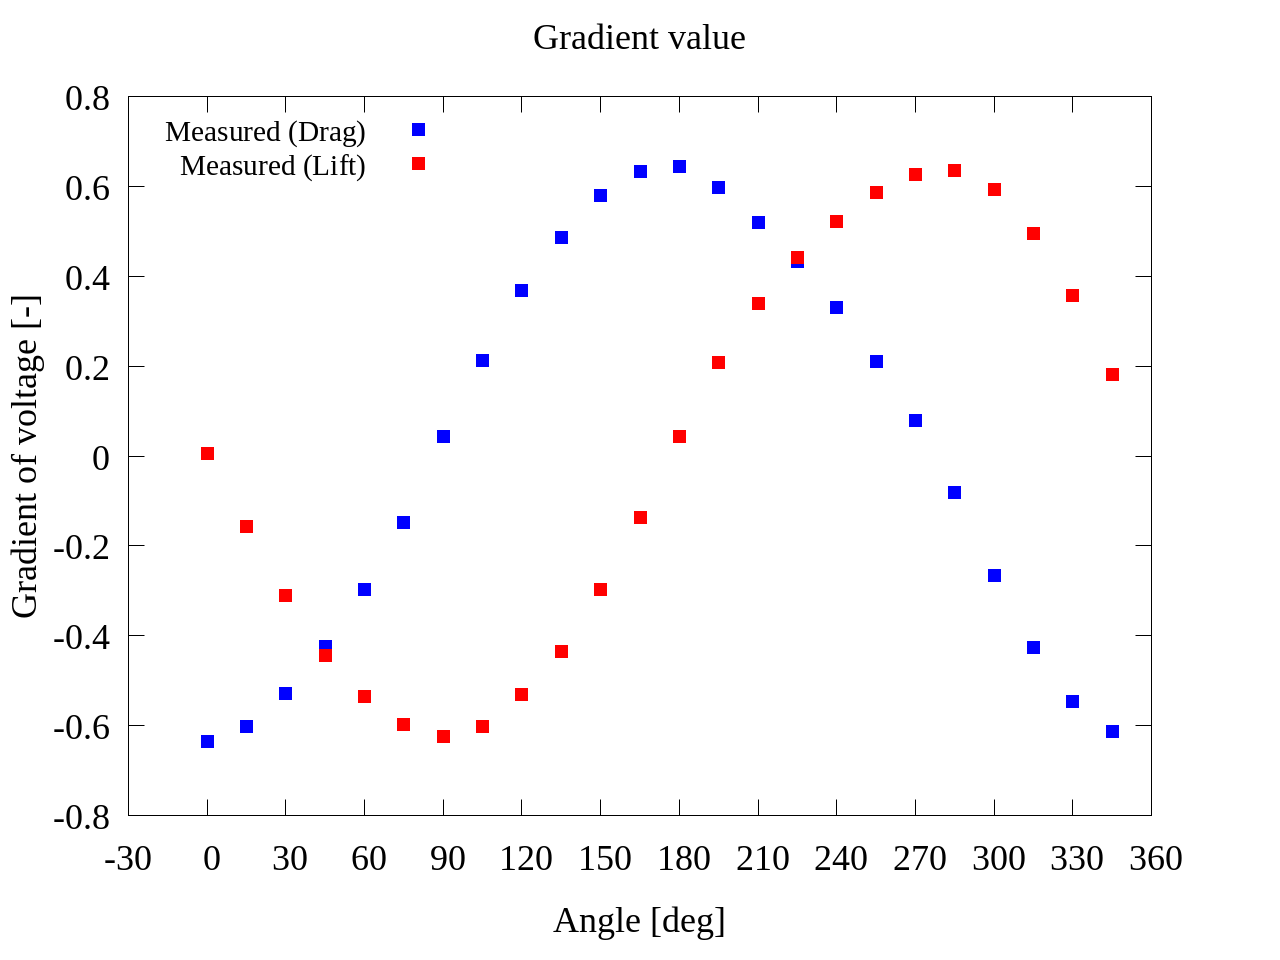 Gradient value
Measured (Drag)
Measured (Lift)
0.8
0.6
0.4
0.2
0
-0.2
-0.4
-0.6
-0.8
Gradient of voltage [-]
-30 0 30 60 90 120 150 180 210 240 270 300 330 360
Angle [deg]